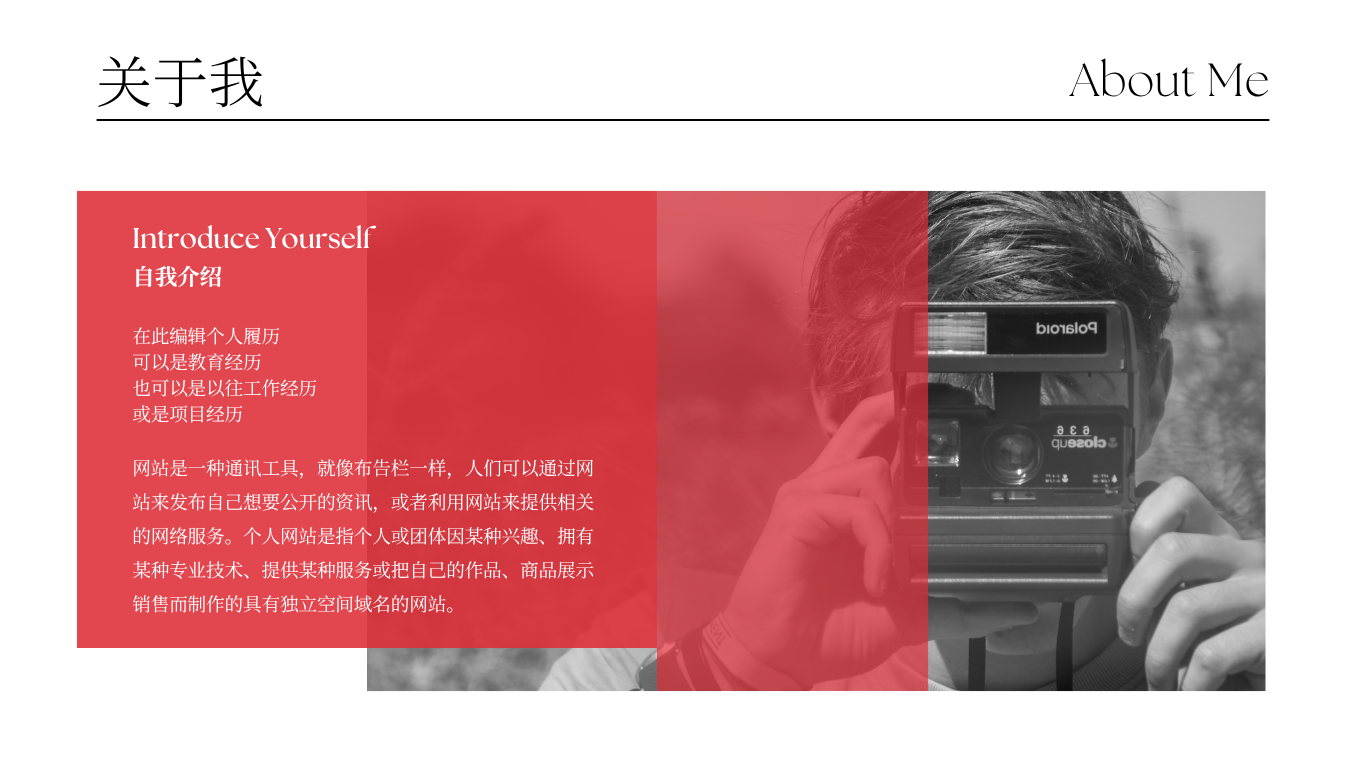 关于我
About Me
Introduce Yourself
自我介绍
在此编辑个人履历
可以是教育经历
也可以是以往工作经历
或是项目经历
网站是一种通讯工具，就像布告栏一样，人们可以通过网
站来发布自己想要公开的资讯，或者利用网站来提供相关
的网络服务。个人网站是指个人或团体因某种兴趣、拥有
某种专业技术、提供某种服务或把自己的作品、商品展示
销售而制作的具有独立空间域名的网站。
Polaroid
636
closeup